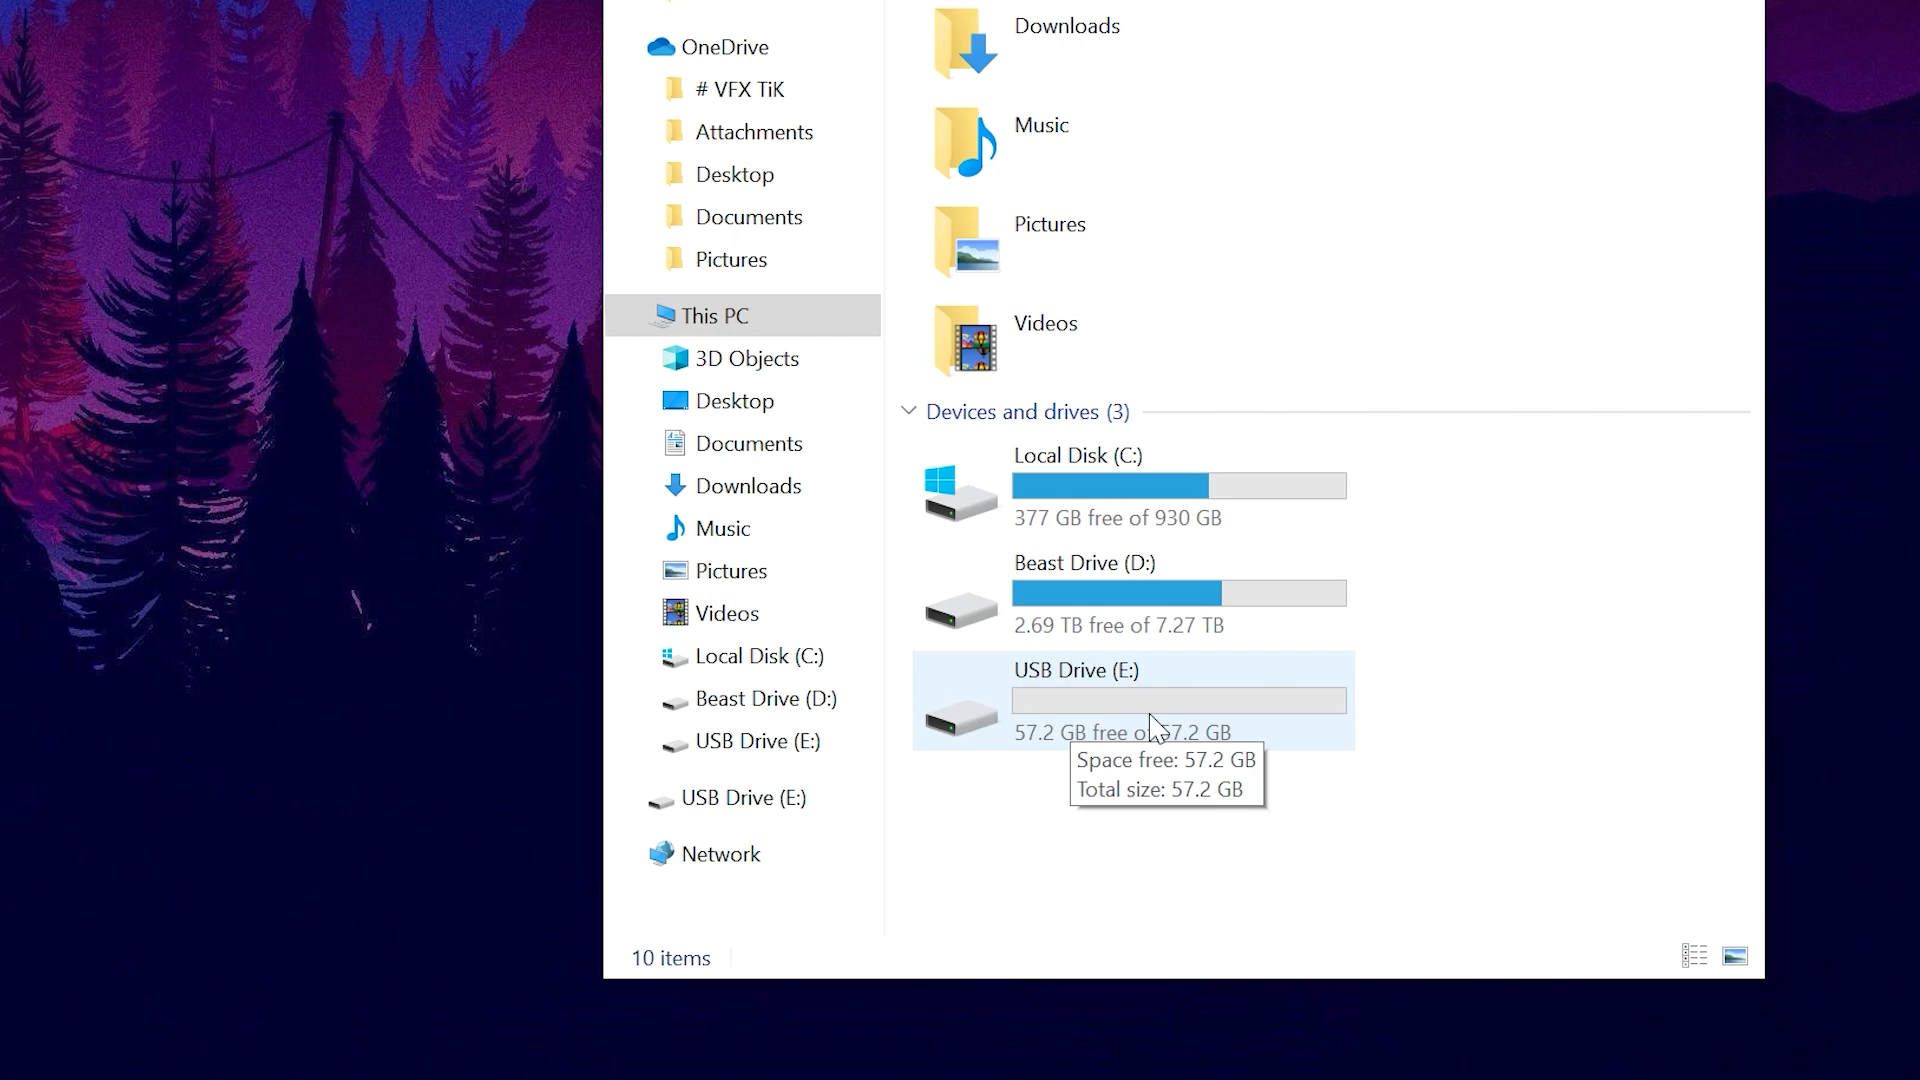 OneDrive
# VFX TiK
Attachments
Desktop
Documents
Pictures
This PC
3D Objects
Desktop
Documents
Downloads
Music
Pictures
Videos
Local Disk (C:)
Beast Drive (D:)
USB Drive (E:)
USB Drive (E:)
Network
Downloads
Music
Pictures
Videos
Devices and drives (3)
Local Disk (C:)
377 GB free of 930 GB
Beast Drive (D:)
2.69 TB free of 7.27 TB
USB Drive (E:)
57.2 GB free of 57.2 GB
Space free: 57.2 GB
Total size: 57.2 GB
10 items